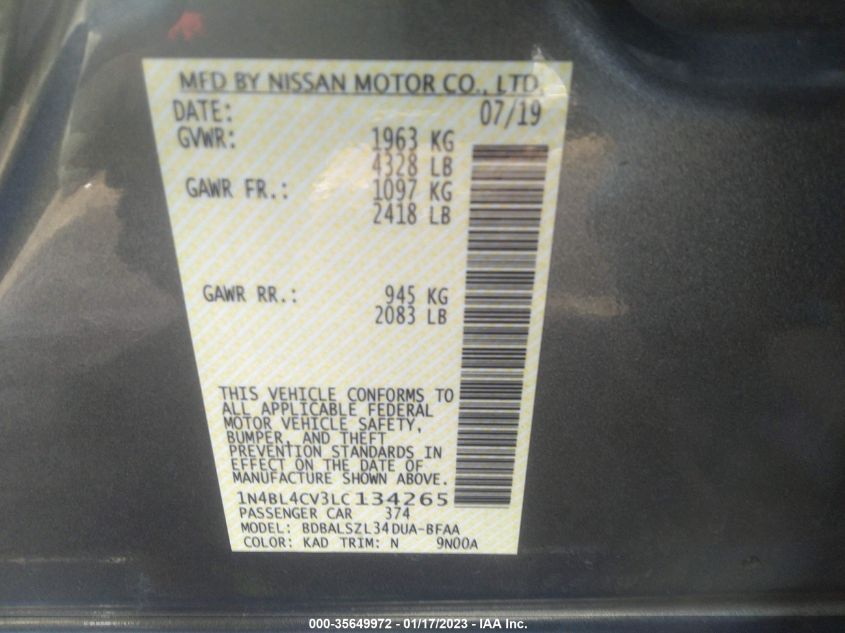 MFD BY NISSAN MOTOR CO., LTD.
DATE: 07/19
GVWR: 1963 KG
4328 LB
GAWR FR.: 1097 KG
2418 LB
GAWR RR.: 945 KG
2083 LB
THIS VEHICLE CONFORMS TO
ALL APPLICABLE FEDERAL
MOTOR VEHICLE SAFETY,
BUMPER, AND THEFT
PREVENTION STANDARDS IN
EFFECT ON THE DATE OF
MANUFACTURE SHOWN ABOVE.
1N4BL4CV3LC134265
PASSENGER CAR 374
MODEL: BDBALSZL34DUA-BFAA
COLOR: KAD TRIM: N 9N00A
000-35649972 - 01/17/2023 - IAA Inc.